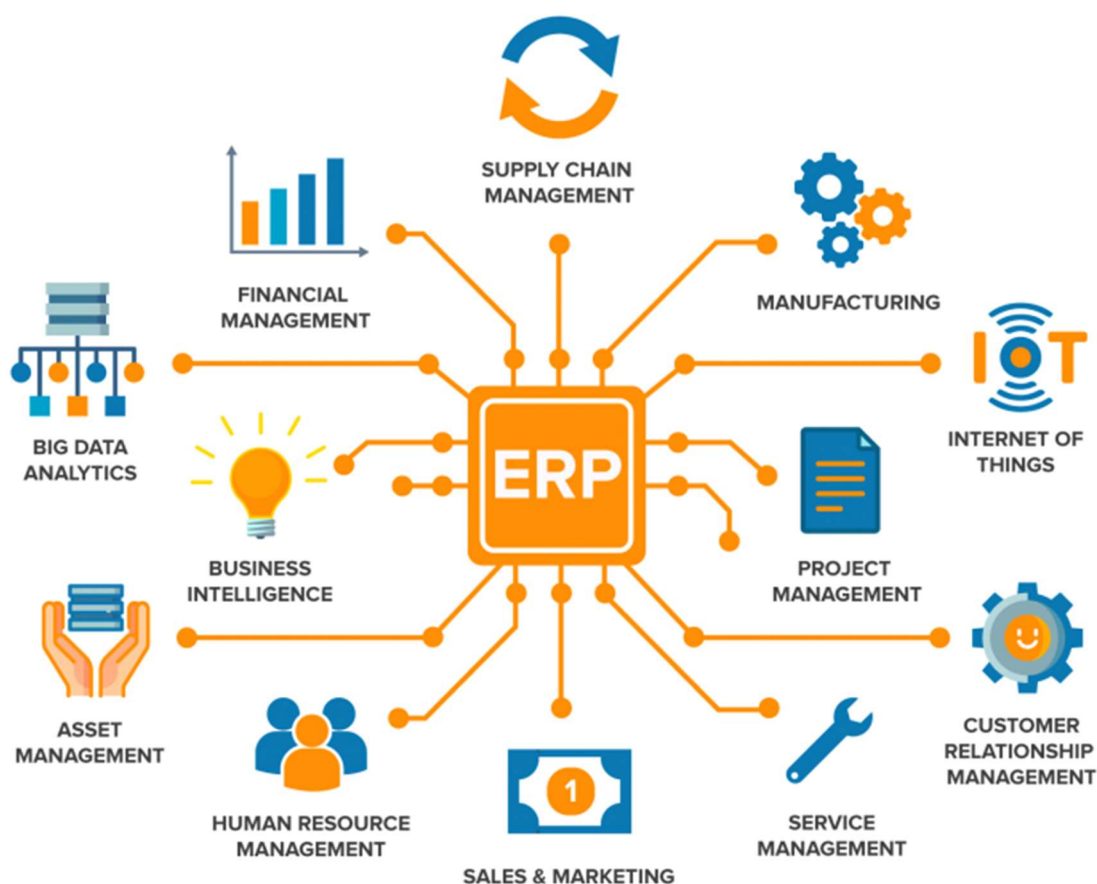 SUPPLY CHAIN
MANAGEMENT
FINANCIAL
MANAGEMENT
MANUFACTURING
BIG DATA
ANALYTICS
IOT
INTERNET OF
THINGS
ERP
BUSINESS
INTELLIGENCE
PROJECT
MANAGEMENT
ASSET
MANAGEMENT
CUSTOMER
RELATIONSHIP
MANAGEMENT
HUMAN RESOURCE
MANAGEMENT
1
SALES & MARKETING
SERVICE
MANAGEMENT